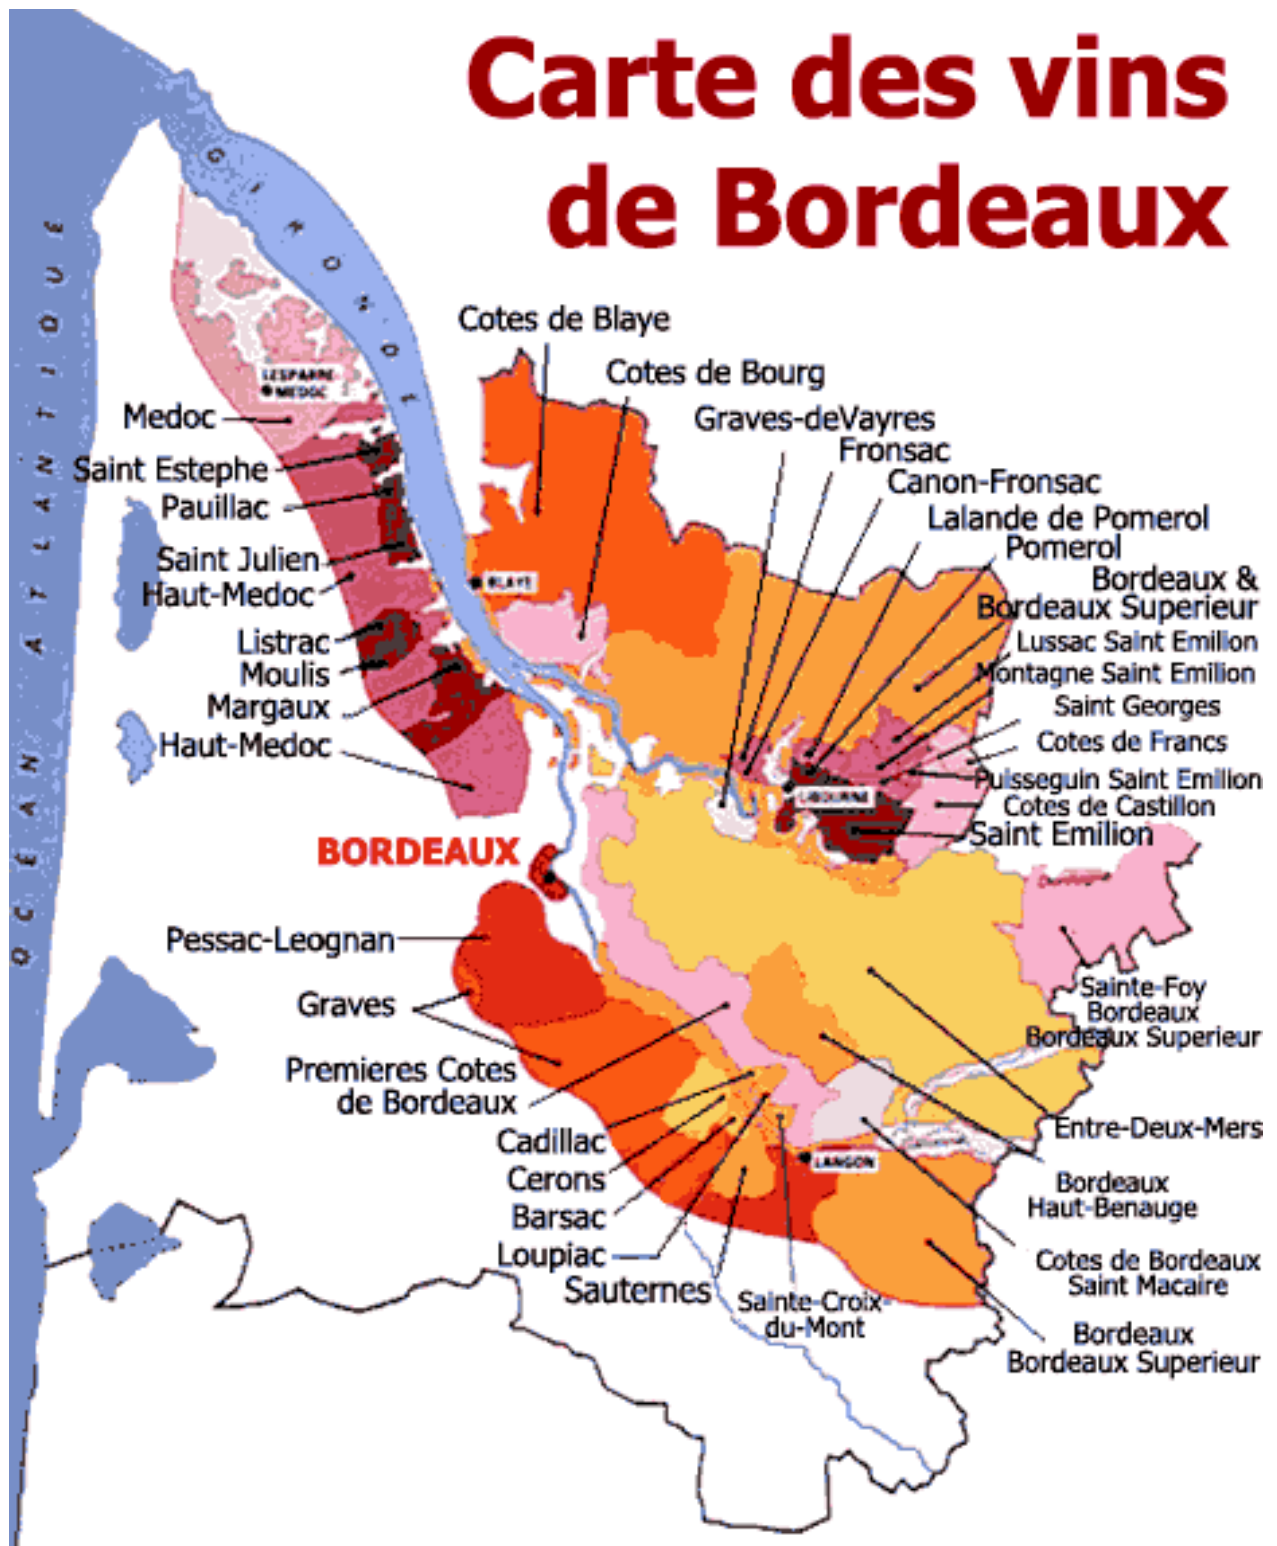 Carte des vins
de Bordeaux
GIRONDE
OCÉAN ATLANTIQUE
Cotes de Blaye
Cotes de Bourg
Graves-deVayres
Fronsac
Canon-Fronsac
Lalande de Pomerol
Pomerol
Bordeaux &
Bordeaux Superieur
Lussac Saint Emilion
Montagne Saint Emilion
Saint Georges
Cotes de Francs
Puisseguin Saint Emilion
Cotes de Castillon
Saint Emilion
LESPARRE-
MEDOC
Medoc
Saint Estephe
Pauillac
Saint Julien
Haut-Medoc
Listrac
Moulis
Margaux
Haut-Medoc
BLAYE
LIBOURNE
BORDEAUX
Pessac-Leognan
Graves
Premieres Cotes
de Bordeaux
Cadillac
Cerons
Barsac
Loupiac
Sauternes
Sainte-Croix-
du-Mont
LANGON
Sainte-Foy
Bordeaux
Bordeaux Superieur
Entre-Deux-Mers
Bordeaux
Haut-Benauge
Cotes de Bordeaux
Saint Macaire
Bordeaux
Bordeaux Superieur